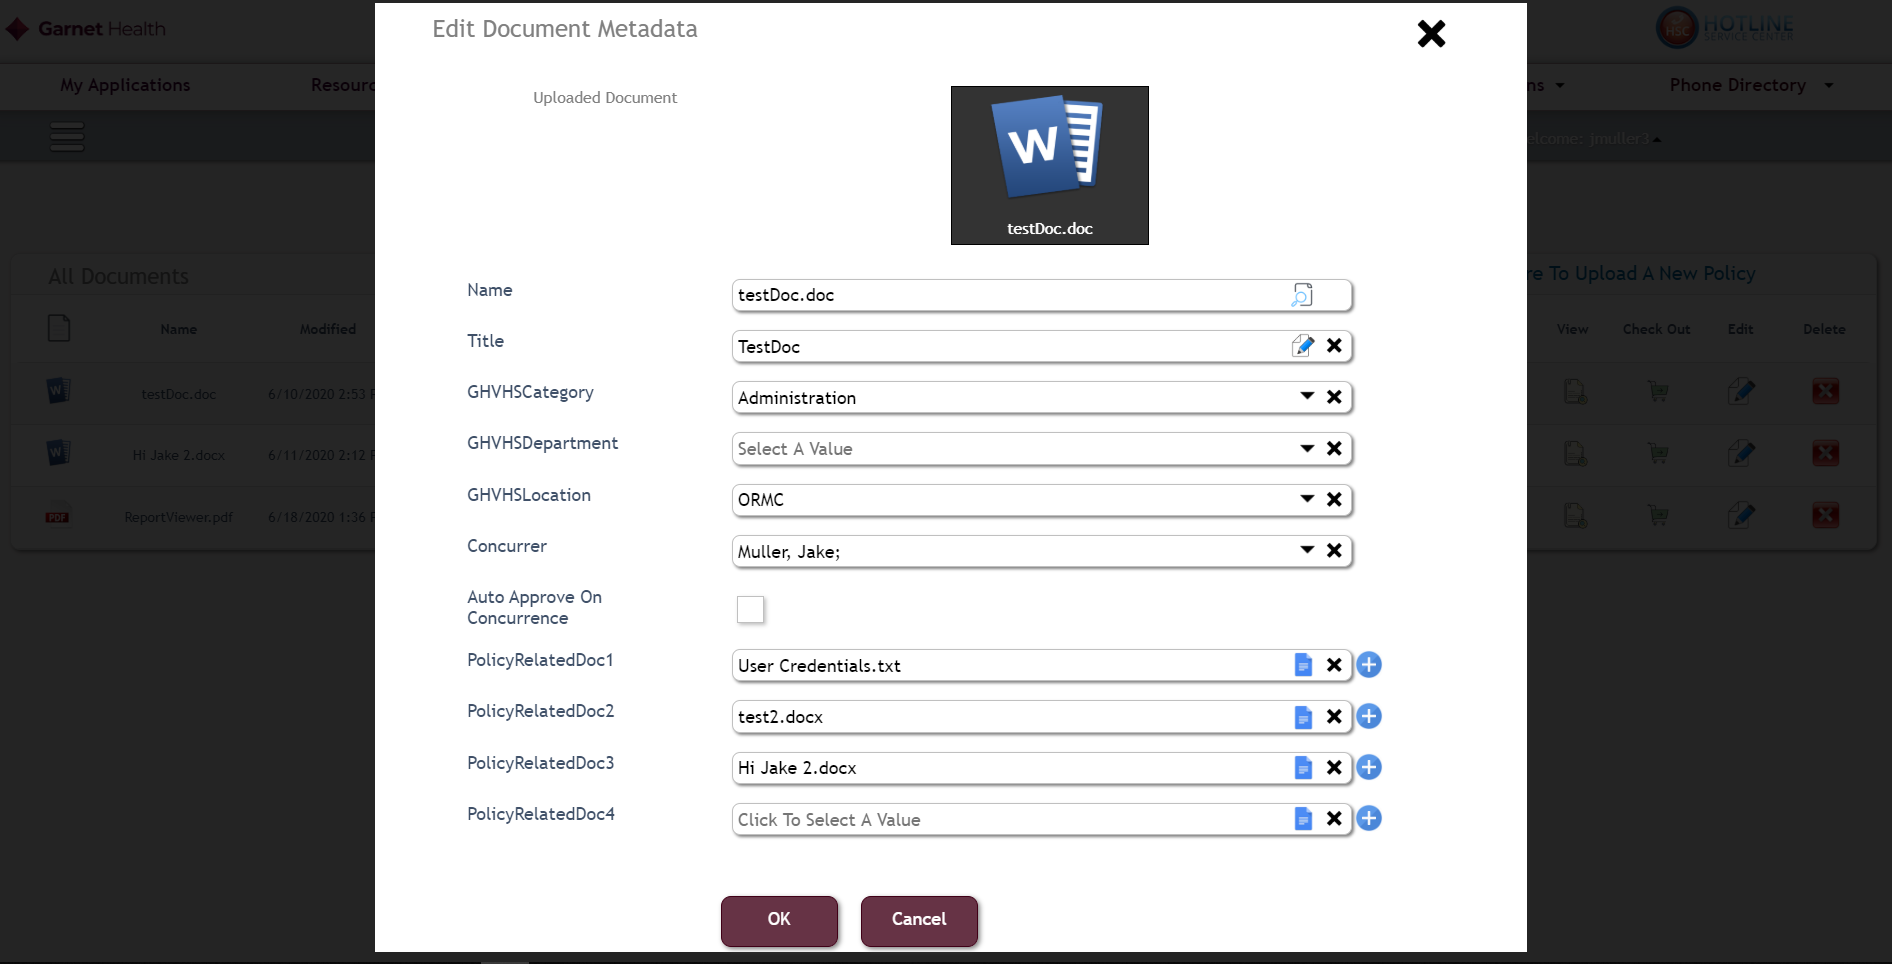 Garnet Health
HOTLINE
SERVICE CENTER
HSC
My Applications
Phone Directory
jmuller3
Edit Document Metadata
Uploaded Document
W
testDoc.doc
Name
testDoc.doc
Title
TestDoc
GHVHSCategory
Administration
GHVHSDepartment
Select A Value
GHVHSLocation
ORMC
Concurrer
Muller, Jake;
Auto Approve On
Concurrence
PolicyRelatedDoc1
User Credentials.txt
PolicyRelatedDoc2
test2.docx
PolicyRelatedDoc3
Hi Jake 2.docx
PolicyRelatedDoc4
Click To Select A Value
OK
Cancel
All Documents
To Upload A New Policy
Name Modified View Check Out Edit Delete
testDoc.doc 6/10/2020 2:53
Hi Jake 2.docx 6/11/2020 2:12
PDF ReportViewer.pdf 6/18/2020 1:36